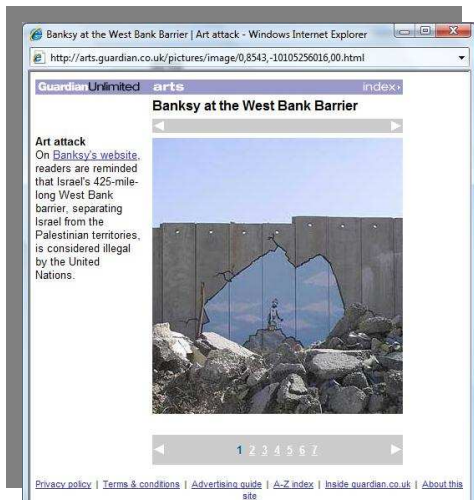 Banksy at the West Bank Barrier | Art attack - Windows Internet Explorer
http://arts.guardian.co.uk/pictures/image/0,8543,-10105256016,00.html
GuardianUnlimited arts index
Banksy at the West Bank Barrier
Art attack
On Banksy's website,
readers are reminded
that Israel's 425-mile-
long West Bank
barrier, separating
Israel from the
Palestinian territories,
is considered illegal
by the United
Nations.
1 2 3 4 5 6 7
Privacy policy | Terms & conditions | Advertising guide | A-Z index | Inside guardian.co.uk | About this
site